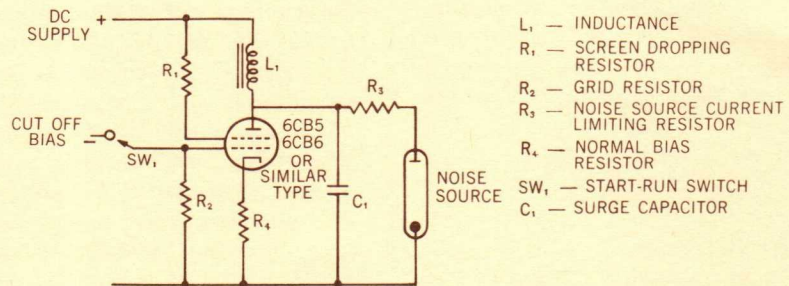 DC +
SUPPLY
L₁
R₁
R₃
CUT OFF
BIAS
–
SW₁
6CB5
6CB6
OR
SIMILAR
TYPE
NOISE
SOURCE
R₂
R₄
C₁
L₁ — INDUCTANCE
R₁ — SCREEN DROPPING
RESISTOR
R₂ — GRID RESISTOR
R₃ — NOISE SOURCE CURRENT
LIMITING RESISTOR
R₄ — NORMAL BIAS
RESISTOR
SW₁ — START-RUN SWITCH
C₁ — SURGE CAPACITOR